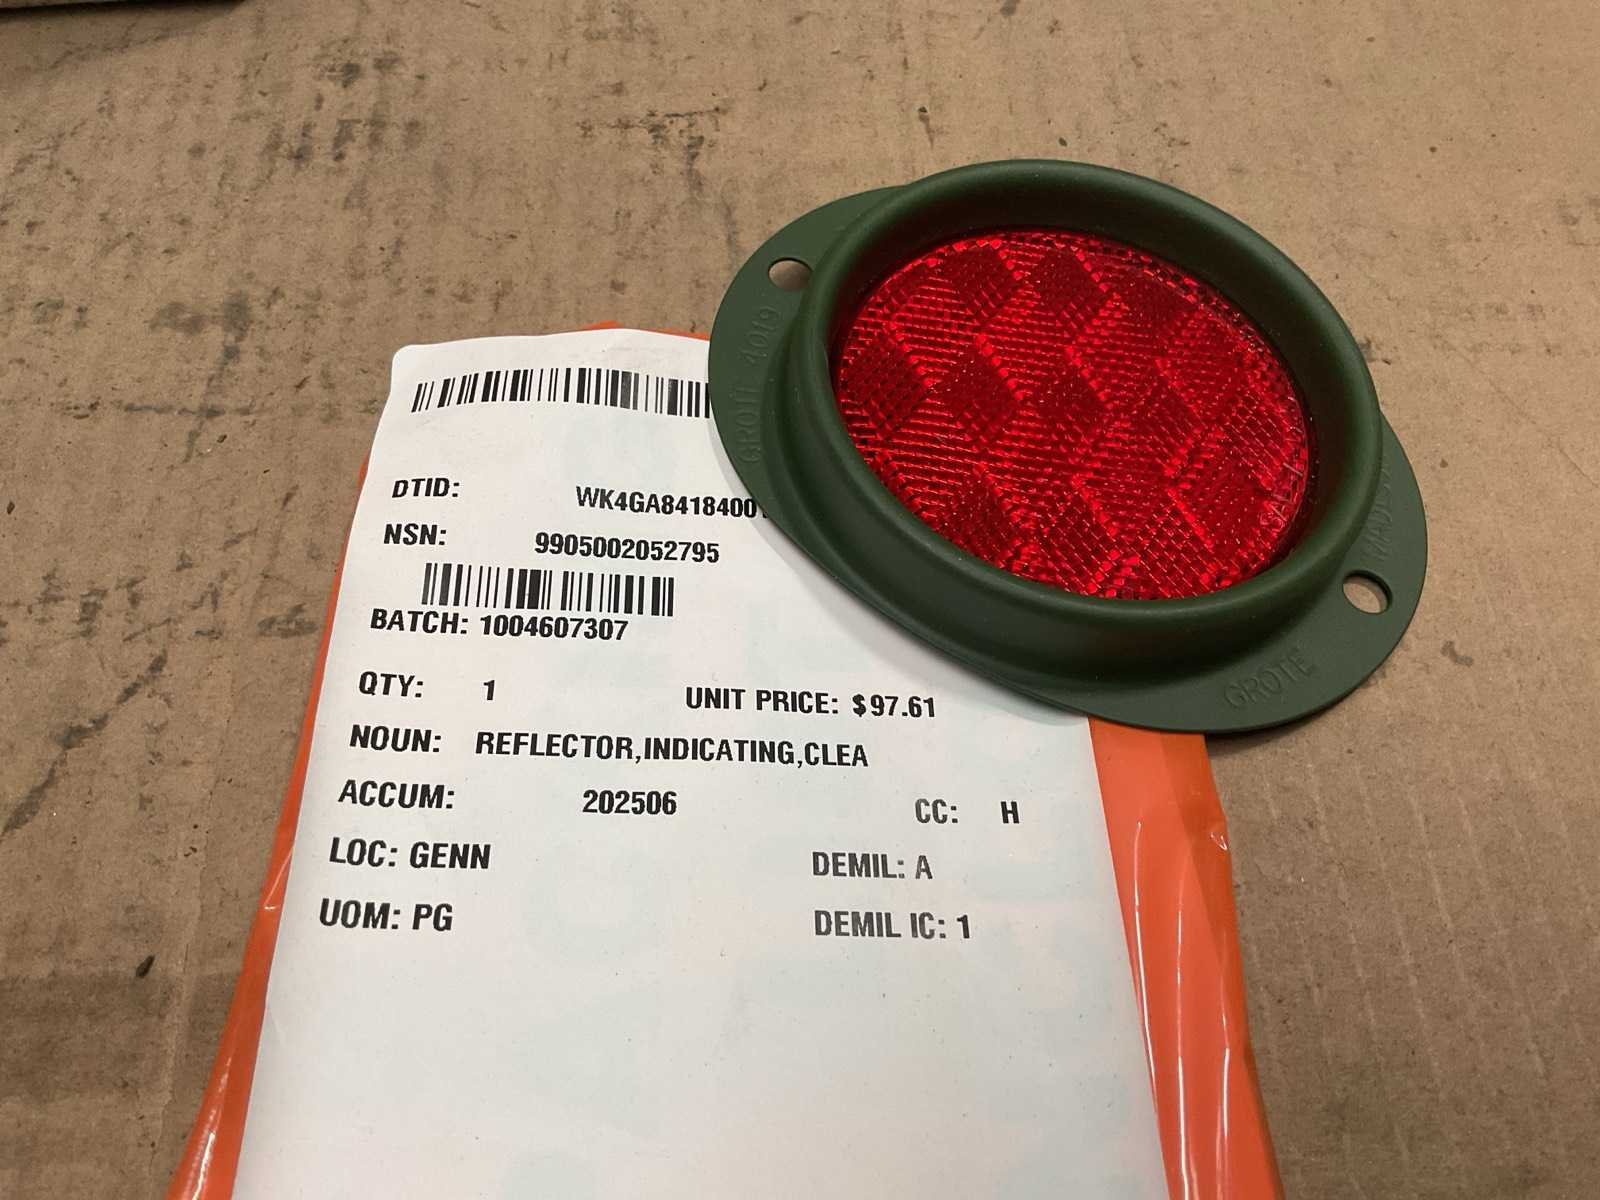 DTID: WK4GA8418400
NSN: 9905002052795
BATCH: 1004607307
QTY: 1 UNIT PRICE: $97.61
NOUN: REFLECTOR,INDICATING,CLEA
ACCUM: 202506 CC: H
LOC: GENN DEMIL: A
UOM: PG DEMIL IC: 1
GROTE 4019
GROTE